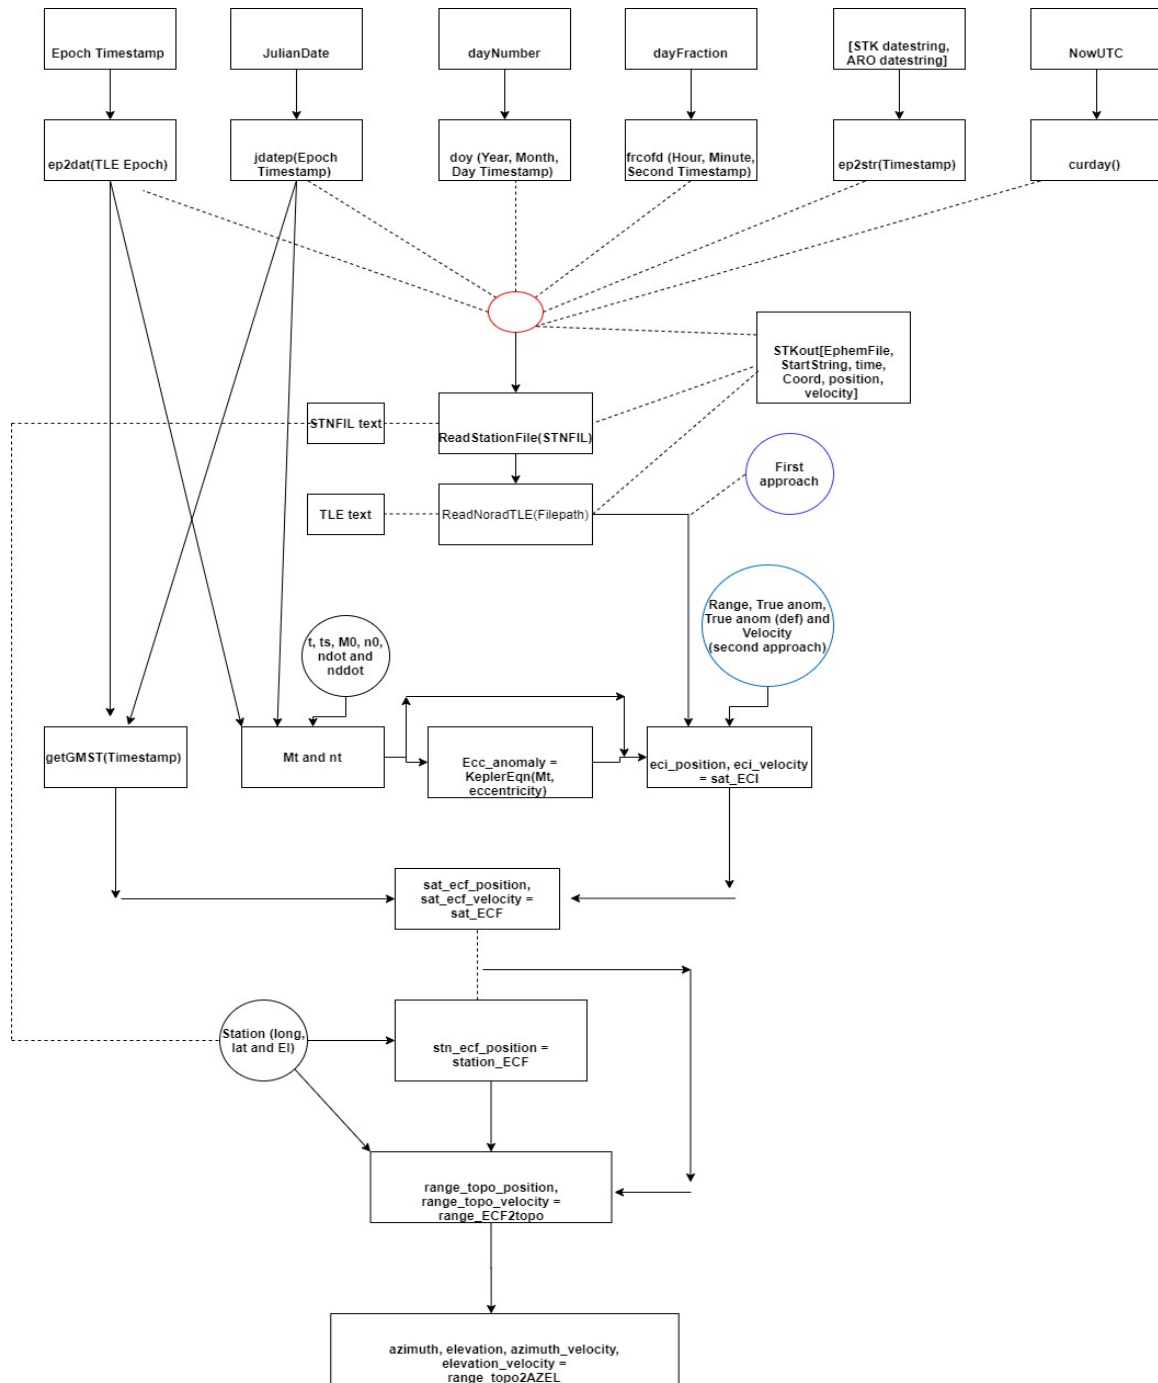 Epoch Timestamp
JulianDate
dayNumber
dayFraction
[STK datestring,
ARO datestring]
NowUTC
ep2dat(TLE Epoch)
jdatep(Epoch
Timestamp)
doy (Year, Month,
Day Timestamp)
frcofd (Hour, Minute,
Second Timestamp)
ep2str(Timestamp)
curday()
STKout[EphemFile,
StartString, time,
Coord, position,
velocity]
STNFIL text
ReadStationFile(STNFIL)
First
approach
TLE text
ReadNoradTLE(Filepath)
Range, True anom,
True anom (def) and
Velocity
(second approach)
t, ts, M0, n0,
ndot and
nddot
getGMST(Timestamp)
Mt and nt
Ecc_anomaly =
KeplerEqn(Mt,
eccentricity)
eci_position, eci_velocity
= sat_ECI
sat_ecf_position,
sat_ecf_velocity =
sat_ECF
Station (long,
lat and El)
stn_ecf_position =
station_ECF
range_topo_position,
range_topo_velocity =
range_ECF2topo
azimuth, elevation, azimuth_velocity,
elevation_velocity =
range_topo2AZEL